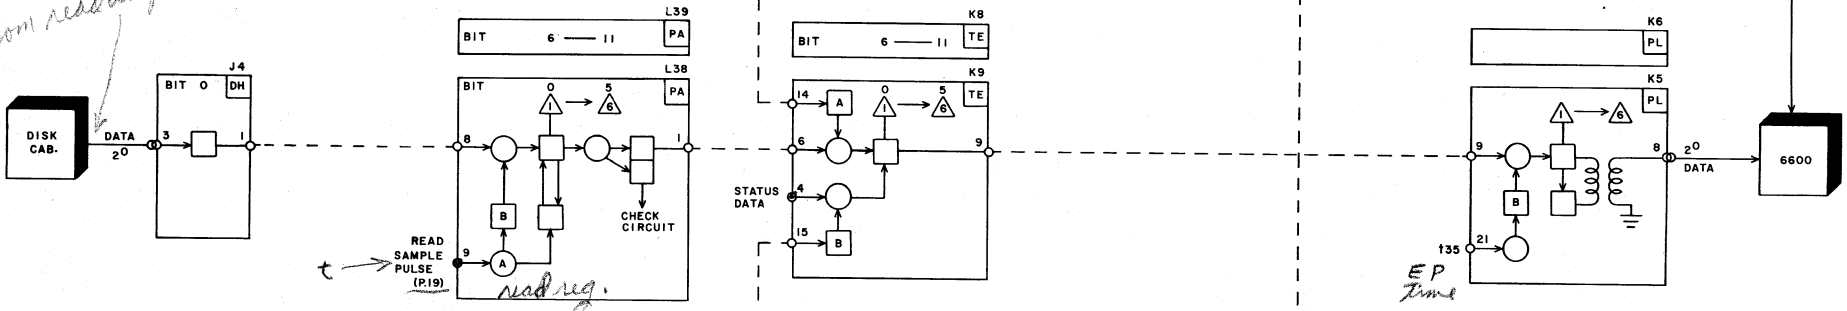 om read
L39
BIT 6 — 11 PA
K8
BIT 6 — 11 TE
K6
PL
J4
BIT 0 DH
L38
BIT PA
0 5
1 → 6
K9
TE
0 5
1 → 6
K5
PL
1 → 6
14 A
DISK
CAB.
DATA
2⁰
3 1
8 1
6 9
9 8
2⁰
DATA
6600
STATUS
DATA
4
B
CHECK
CIRCUIT
15 B
B
READ
SAMPLE
PULSE
(P.19)
9 A
t
read reg.
t35 21
EP
Time